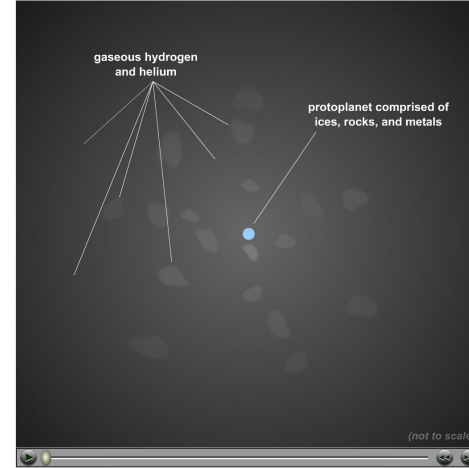 gaseous hydrogen
and helium
protoplanet comprised of
ices, rocks, and metals
(not to scale